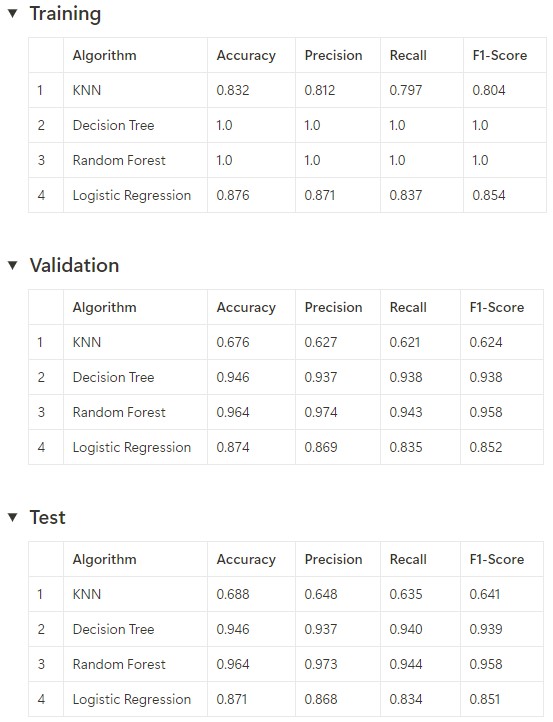 ▼ Training
Algorithm Accuracy Precision Recall F1-Score
1 KNN 0.832 0.812 0.797 0.804
2 Decision Tree 1.0 1.0 1.0 1.0
3 Random Forest 1.0 1.0 1.0 1.0
4 Logistic Regression 0.876 0.871 0.837 0.854
▼ Validation
Algorithm Accuracy Precision Recall F1-Score
1 KNN 0.676 0.627 0.621 0.624
2 Decision Tree 0.946 0.937 0.938 0.938
3 Random Forest 0.964 0.974 0.943 0.958
4 Logistic Regression 0.874 0.869 0.835 0.852
▼ Test
Algorithm Accuracy Precision Recall F1-Score
1 KNN 0.688 0.648 0.635 0.641
2 Decision Tree 0.946 0.937 0.940 0.939
3 Random Forest 0.964 0.973 0.944 0.958
4 Logistic Regression 0.871 0.868 0.834 0.851